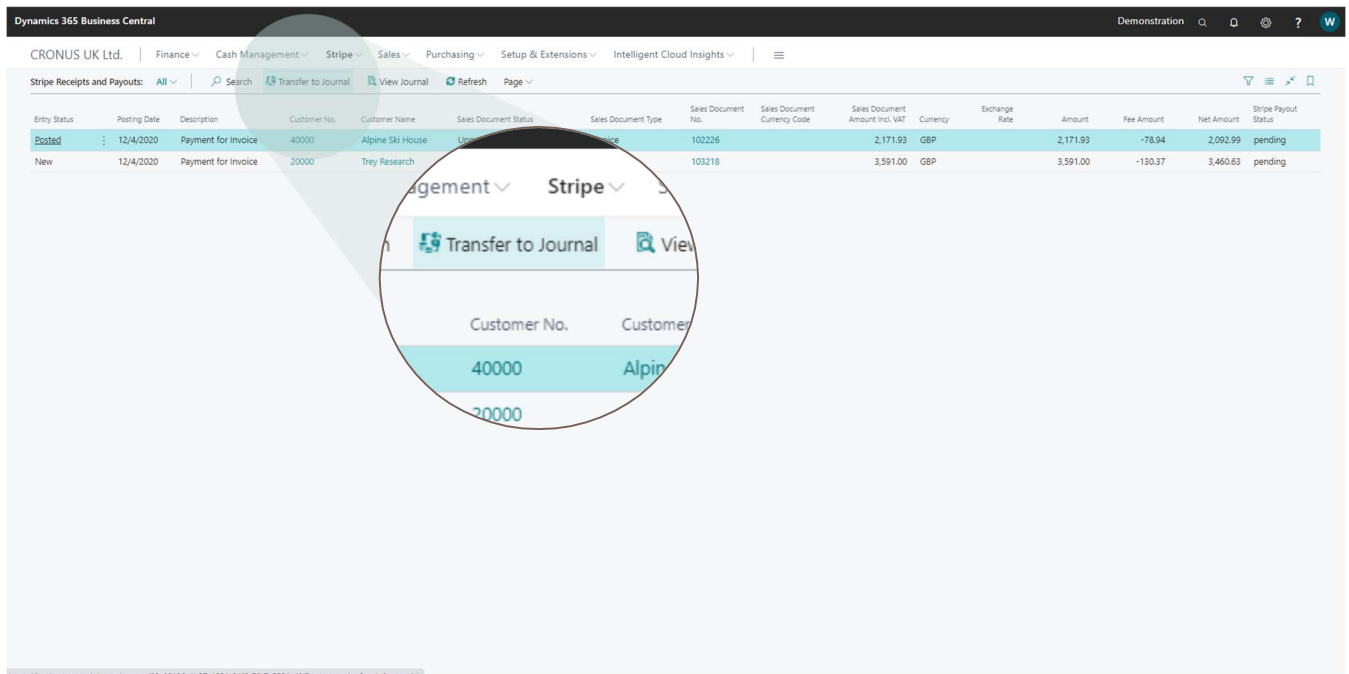 Dynamics 365 Business Central Demonstration ? W
CRONUS UK Ltd. Finance Cash Management Stripe Sales Purchasing Setup & Extensions Intelligent Cloud Insights
Stripe Receipts and Payouts: All Search Transfer to Journal View Journal Refresh Page
Entry Status Posting Date Description Customer No. Customer Name Sales Document Status Sales Document Type Sales Document No. Sales Document Currency Code Sales Document Amount Incl. VAT Currency Exchange Rate Amount Fee Amount Net Amount Stripe Payout Status
Posted 12/4/2020 Payment for Invoice 40000 Alpine Ski House 102226 2,171.93 GBP 2,171.93 -78.94 2,092.99 pending
New 12/4/2020 Payment for Invoice 20000 Trey Research 103218 3,591.00 GBP 3,591.00 -130.37 3,460.63 pending
agement Stripe S
Transfer to Journal View
Customer No. Customer
40000 Alpin
20000